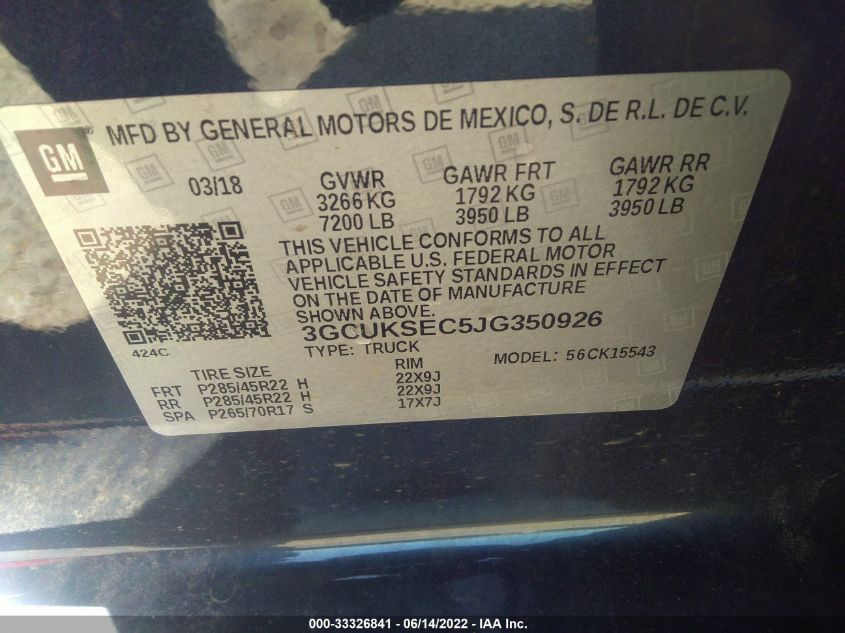 GM
MFD BY GENERAL MOTORS DE MEXICO, S. DE R.L. DE C.V.
03/18 GVWR GAWR FRT GAWR RR
3266 KG 1792 KG 1792 KG
7200 LB 3950 LB 3950 LB
THIS VEHICLE CONFORMS TO ALL
APPLICABLE U.S. FEDERAL MOTOR
VEHICLE SAFETY STANDARDS IN EFFECT
ON THE DATE OF MANUFACTURE
SHOWN ABOVE.
3GCUKSEC5JG350926
424C TYPE: TRUCK MODEL: 56CK15543
TIRE SIZE RIM
FRT P285/45R22 H 22X9J
RR P285/45R22 H 22X9J
SPA P265/70R17 S 17X7J
000-33326841 - 06/14/2022 - IAA Inc.